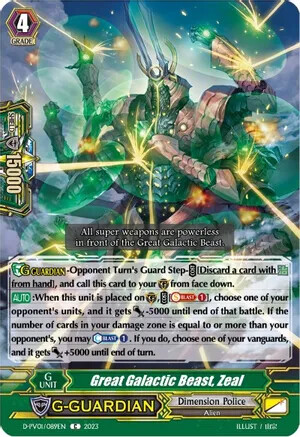 4
GRADE
15000
All super weapons are powerless
in front of the Great Galactic Beast.
G GUARDIAN -Opponent Turn's Guard Step- [Discard a card with
from hand], and call this card to your from face down.
AUTO :When this unit is placed on , [S BLAST 1], choose one of your
opponent's units, and it gets -5000 until end of that battle. If the
number of cards in your damage zone is equal to or more than your
opponent's, you may [C BLAST 1]. If you do, choose one of your vanguards,
and it gets +5000 until end of turn.
G UNIT
Great Galactic Beast, Zeal
G-GUARDIAN
Dimension Police
Alien
D-PV01/089EN C 2023
ILLUST /